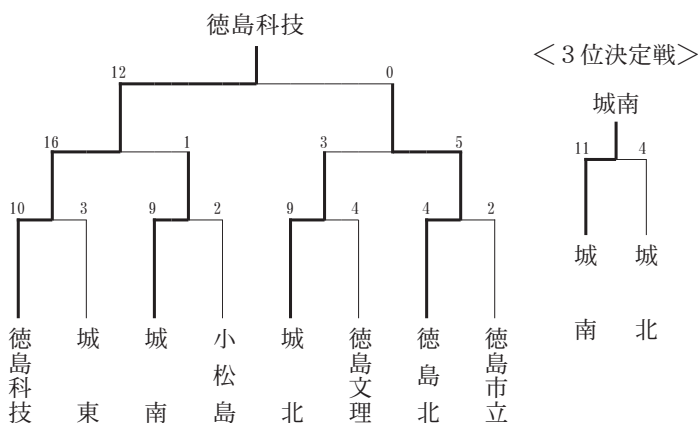 徳島科技
12 0
<3位決定戦>
城南
16 1 3 5
11 4
10 3 9 2 9 4 4 2
城南
城北
徳島科技
城東
城南
小松島
城北
徳島文理
徳島北
徳島市立